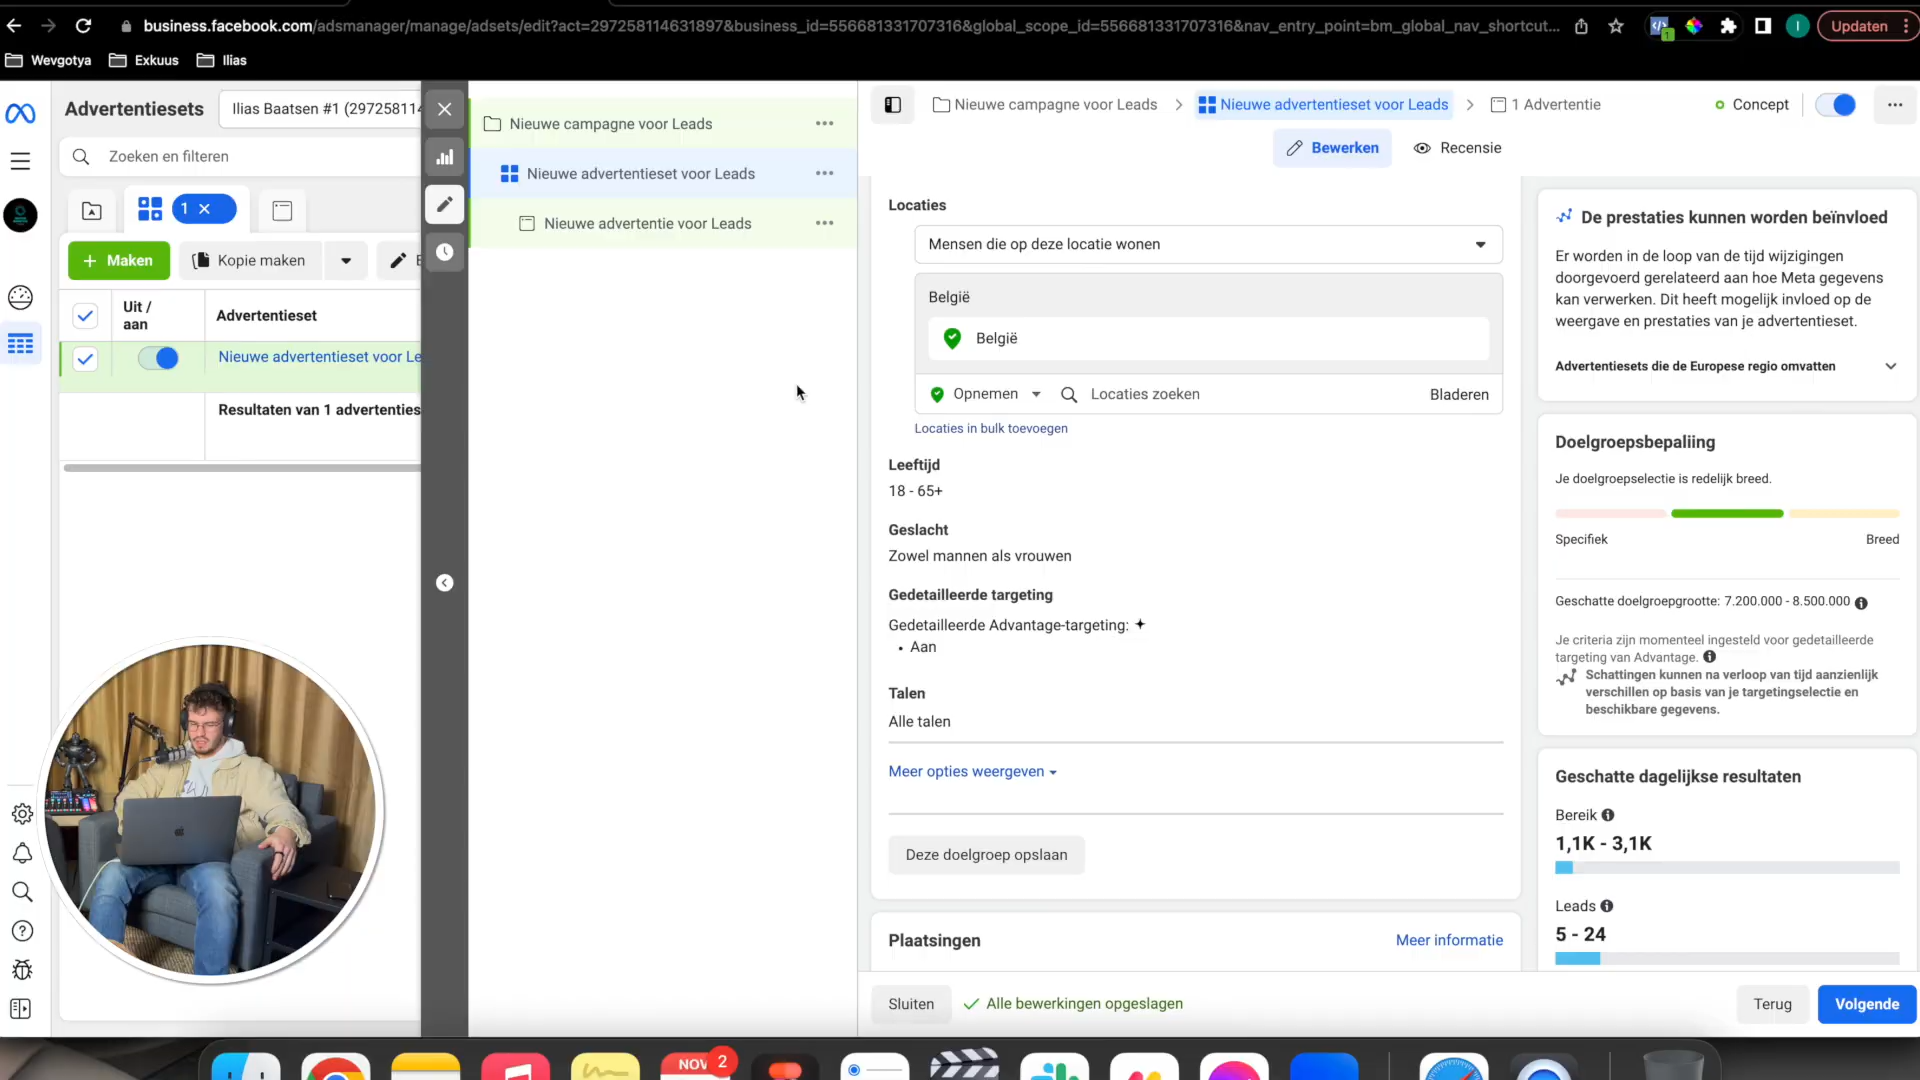 business.facebook.com/adsmanager/manage/adsets/edit?act=297258114631897&business_id=556681331707316&global_scope_id=556681331707316&nav_entry_point=bm_global_nav_shortcut...
1
I
Updaten
Wevgotya
Exkuus
Ilias
Advertentiesets
Ilias Baatsen #1 (297258114
Zoeken en filteren
1
Maken
Kopie maken
Uit /
aan
Advertentieset
Nieuwe advertentieset voor Le
Resultaten van 1 advertenties
Nieuwe campagne voor Leads
Nieuwe advertentieset voor Leads
Nieuwe advertentie voor Leads
Nieuwe campagne voor Leads
Nieuwe advertentieset voor Leads
1 Advertentie
Concept
Bewerken
Recensie
Locaties
Mensen die op deze locatie wonen
België
België
Opnemen
Locaties zoeken
Bladeren
Locaties in bulk toevoegen
Leeftijd
18 - 65+
Geslacht
Zowel mannen als vrouwen
Gedetailleerde targeting
Gedetailleerde Advantage-targeting:
• Aan
Talen
Alle talen
Meer opties weergeven
Deze doelgroep opslaan
Plaatsingen
Meer informatie
Sluiten
Alle bewerkingen opgeslagen
Terug
Volgende
De prestaties kunnen worden beïnvloed
Er worden in de loop van de tijd wijzigingen
doorgevoerd gerelateerd aan hoe Meta gegevens
kan verwerken. Dit heeft mogelijk invloed op de
weergave en prestaties van je advertentieset.
Advertentiesets die de Europese regio omvatten
Doelgroepsbepaliing
Je doelgroepselectie is redelijk breed.
Specifiek
Breed
Geschatte doelgroepgrootte: 7.200.000 - 8.500.000
Je criteria zijn momenteel ingesteld voor gedetailleerde
targeting van Advantage.
Schattingen kunnen na verloop van tijd aanzienlijk
verschillen op basis van je targetingselectie en
beschikbare gegevens.
Geschatte dagelijkse resultaten
Bereik
1,1K - 3,1K
Leads
5 - 24
NOV
2